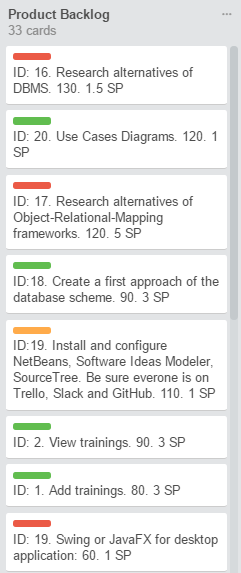 Product Backlog
33 cards
ID: 16. Research alternatives of
DBMS. 130. 1.5 SP
ID: 20. Use Cases Diagrams. 120. 1
SP
ID: 17. Research alternatives of
Object-Relational-Mapping
frameworks. 120. 5 SP
ID:18. Create a first approach of the
database scheme. 90. 3 SP
ID:19. Install and configure
NetBeans, Software Ideas Modeler,
SourceTree. Be sure everone is on
Trello, Slack and GitHub. 110. 1 SP
ID: 2. View trainings. 90. 3 SP
ID: 1. Add trainings. 80. 3 SP
ID: 19. Swing or JavaFX for desktop
application: 60. 1 SP